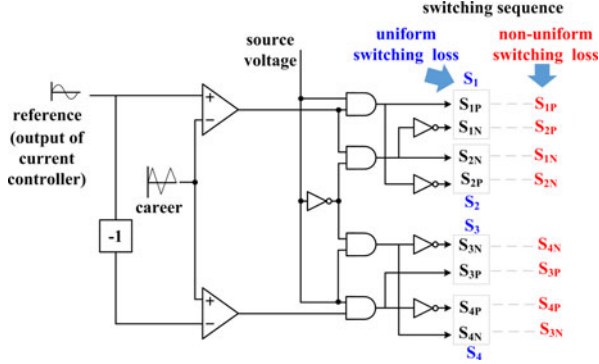 switching sequence
uniform
switching loss
non-uniform
switching loss
source
voltage
S1
reference
(output of
current
controller)
+
−
S1P
S1P
S1N
S2P
S2N
S1N
S2P
S2N
career
S2
-1
S3
S3N
S4N
S3P
S3P
+
−
S4P
S4P
S4N
S3N
S4